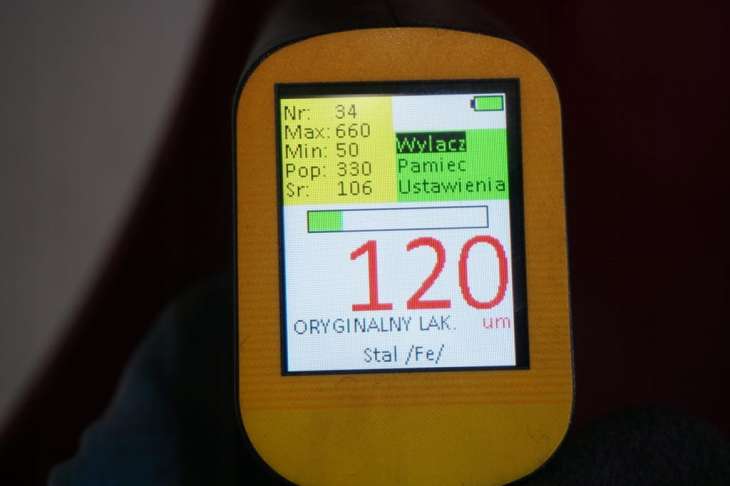 Nr: 34
Max: 660
Min: 50
Pop: 330
Sr: 106
Wylacz
Pamiec
Ustawienia
120
ORYGINALNY LAK. um
Stal /Fe/